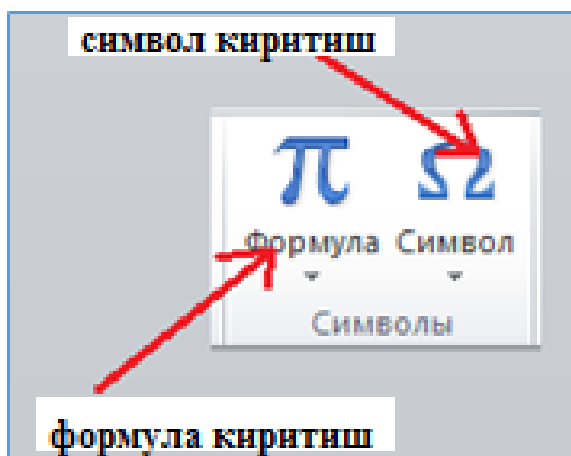 символ киритиш
π Ω
Формула Символ
Символы
формула киритиш